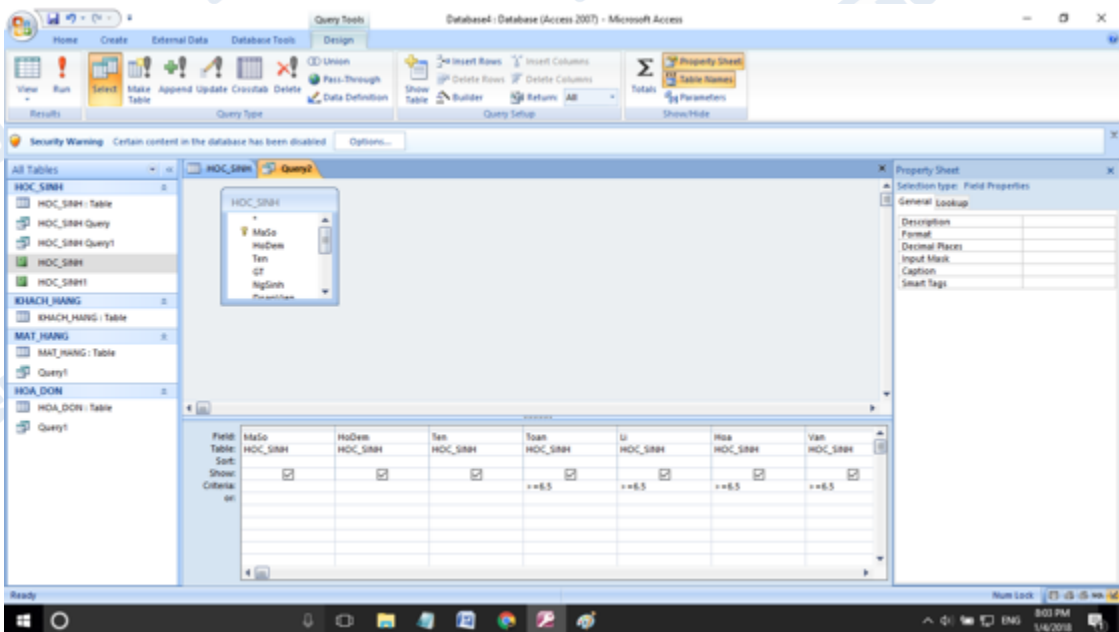 Query Tools
Database4 : Database (Access 2007) - Microsoft Access
Home Create External Data Database Tools Design
View Run Select Make Table Append Update Crosstab Delete
Union
Pass-Through
Data Definition
Show Table
Insert Rows
Delete Rows
Builder
Insert Columns
Delete Columns
Return: All
Totals
Property Sheet
Table Names
Parameters
Results Query Type Query Setup Show/Hide
Security Warning Certain content in the database has been disabled Options...
All Tables
HOC_SINH
HOC_SINH : Table
HOC_SINH Query
HOC_SINH Query1
HOC_SINH
HOC_SINH1
KHACH_HANG
KHACH_HANG : Table
MAT_HANG
MAT_HANG : Table
Query1
HOA_DON
HOA_DON : Table
Query1
HOC_SINH Query2
HOC_SINH
*
MaSo
HoDem
Ten
GT
NgSinh
Field: MaSo HoDem Ten Toan Li Hoa Van
Table: HOC_SINH HOC_SINH HOC_SINH HOC_SINH HOC_SINH HOC_SINH HOC_SINH
Sort:
Show:
Criteria: >=6.5 >=6.5 >=6.5 >=6.5
or:
Property Sheet
Selection type: Field Properties
General Lookup
Description
Format
Decimal Places
Input Mask
Caption
Smart Tags
Ready
Num Lock
ENG
8:03 PM
1/4/2018